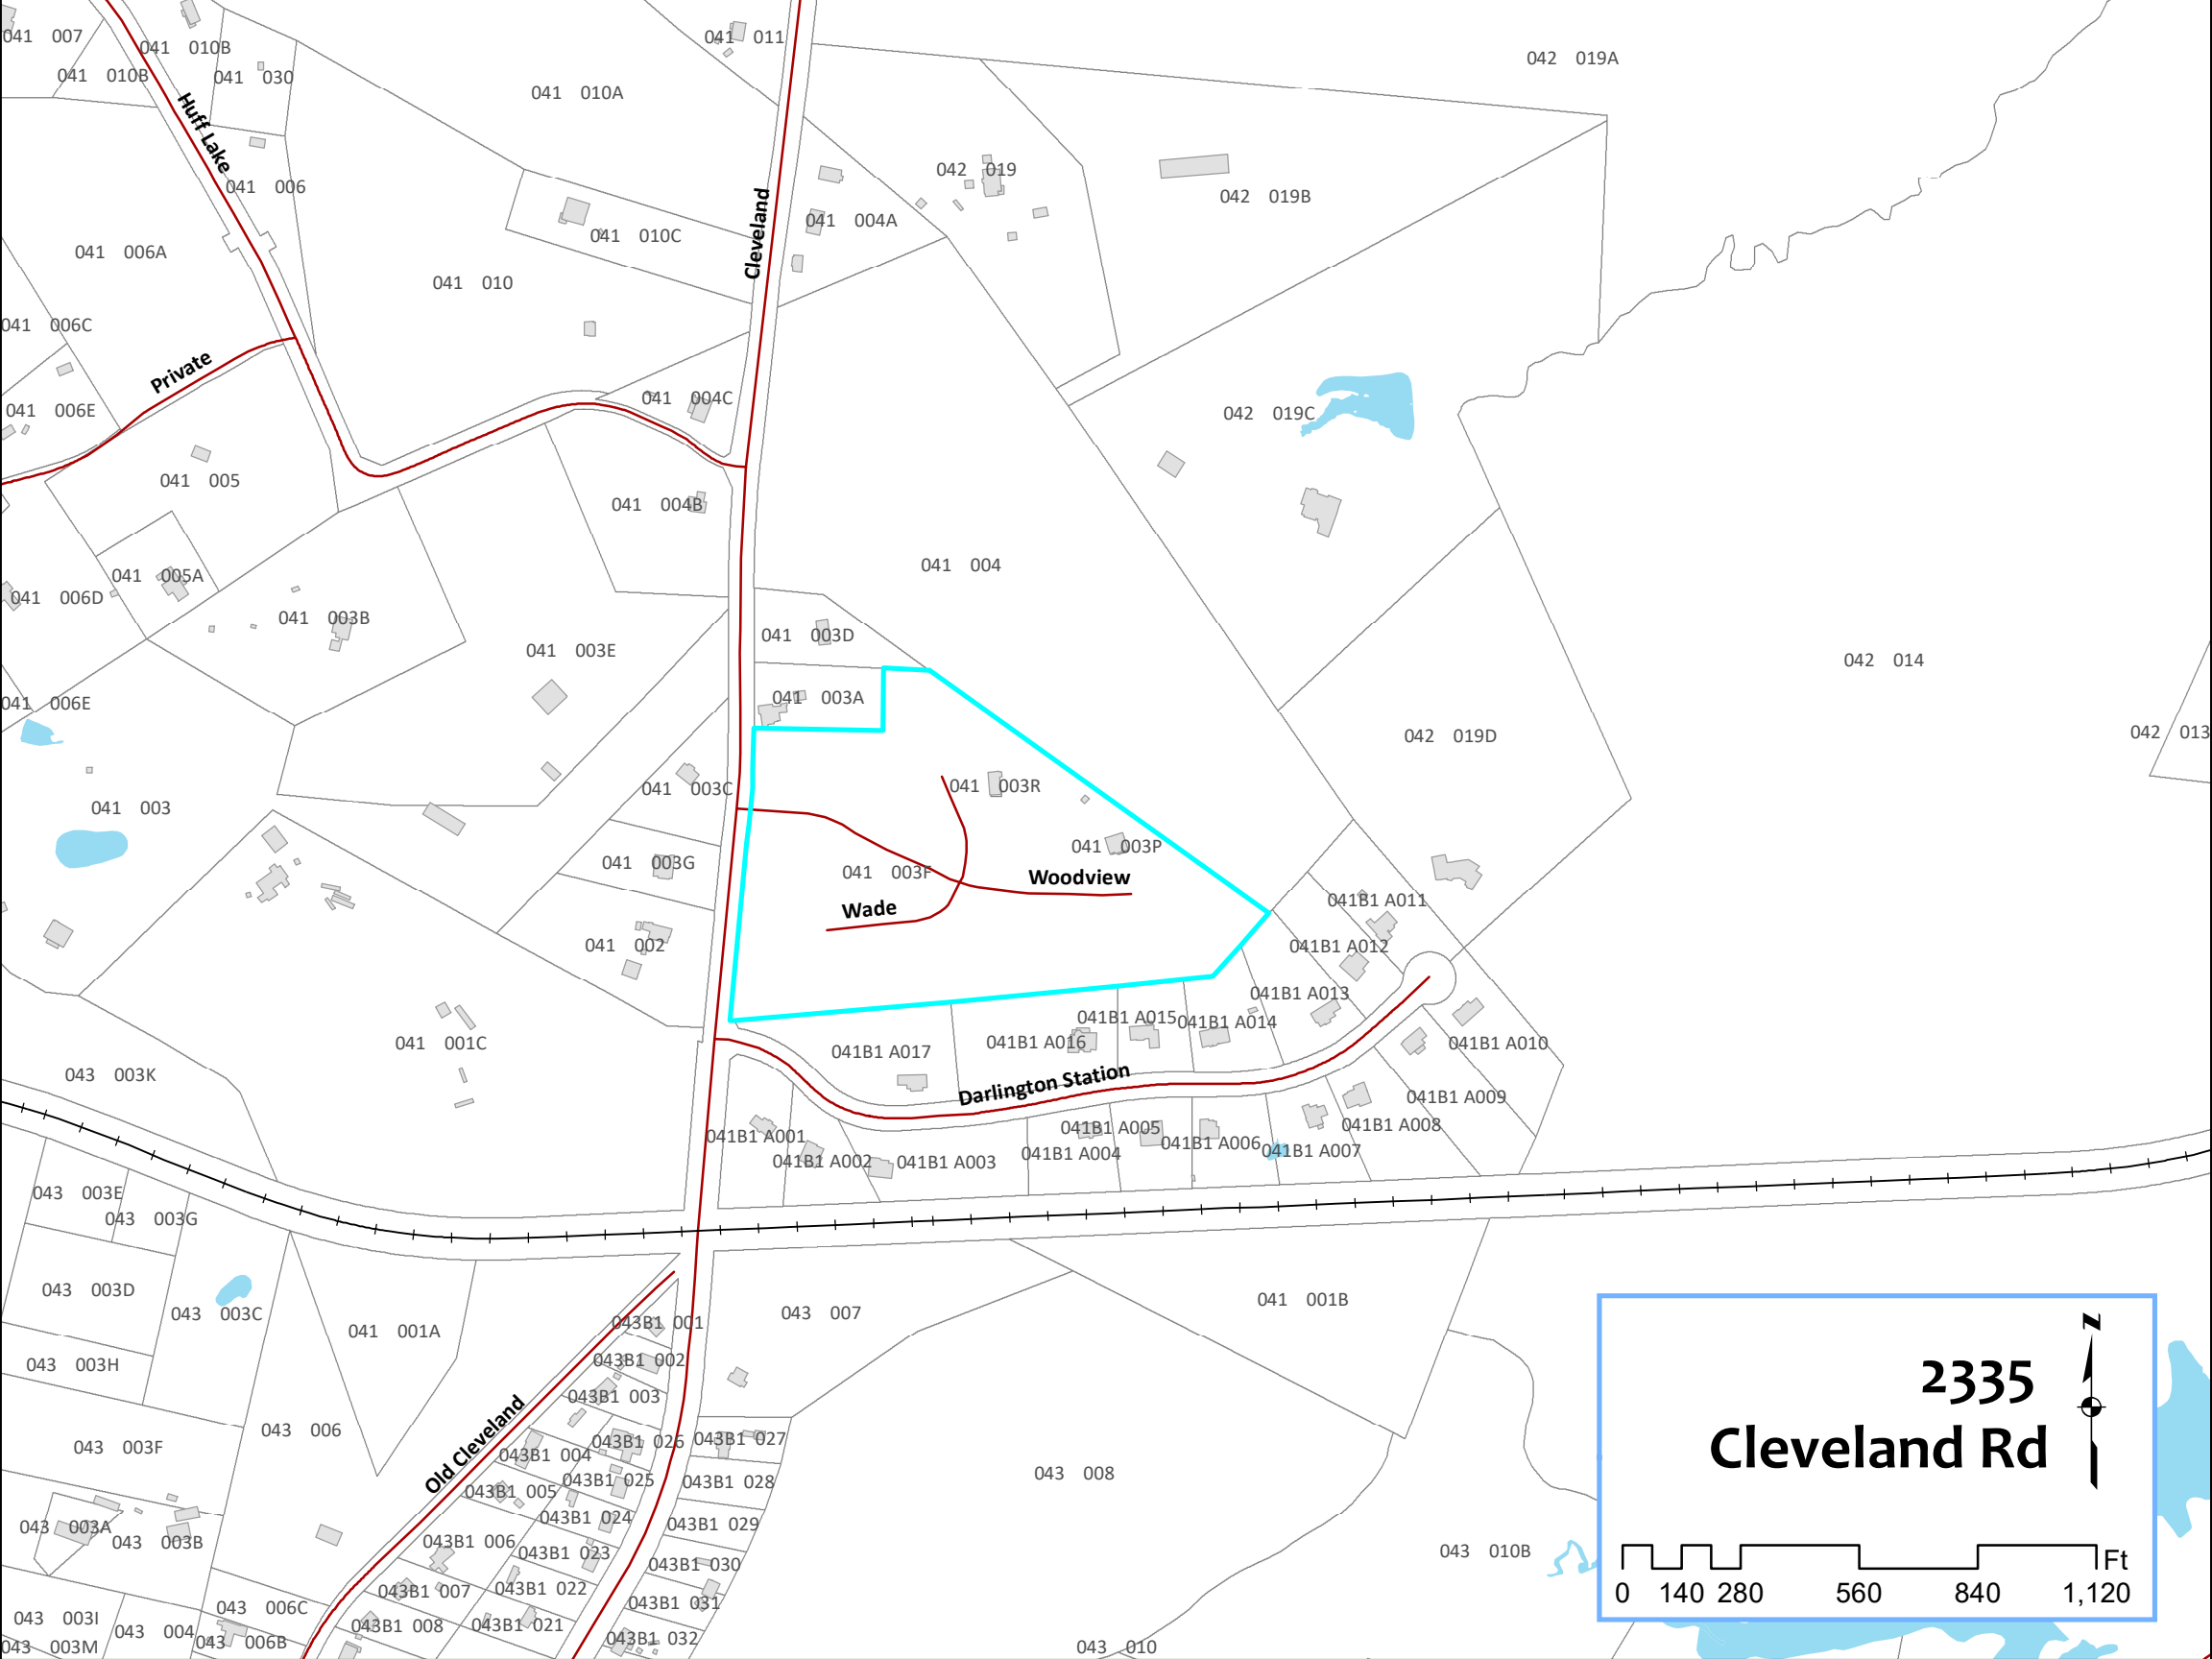 041 007
041 010B
041 011
041 010B
041 030
042 019A
041 010A
Huff Lake
042 019
041 006
042 019B
Cleveland
041 004A
041 010C
041 006A
041 010
041 006C
Private
041 004C
041 006E
042 019C
041 005
041 004B
041 004
041 005A
041 006D
041 003B
041 003D
041 003E
042 014
041 003A
041 006E
042 013
042 019D
041 003C
041 003R
041 003
041 003P
041 003G
041 003F
Woodview
041B1 A011
Wade
041 002
041B1 A012
041B1 A013
041B1 A015
041B1 A014
041 001C
041B1 A016
041B1 A010
041B1 A017
043 003K
Darlington Station
041B1 A009
041B1 A005
041B1 A008
041B1 A001
041B1 A006
041B1 A007
041B1 A004
041B1 A002
041B1 A003
043 003E
043 003G
043 003D
041 001B
043 003C
043 007
043B1 001
041 001A
043 003H
043B1 002
043B1 003
043 006
Old Cleveland
043 003F
043B1 026
043B1 027
043B1 004
043 008
043B1 025
043B1 028
043B1 005
043B1 024
043B1 029
043 003A
043 003B
043B1 006
043B1 023
043 010B
043B1 030
043B1 007
043B1 022
043B1 031
043 006C
043 003I
043 004
043B1 008
043B1 021
043 006B
043B1 032
043 003M
043 010
N
2335
Cleveland Rd
Ft
0 140 280 560 840 1,120